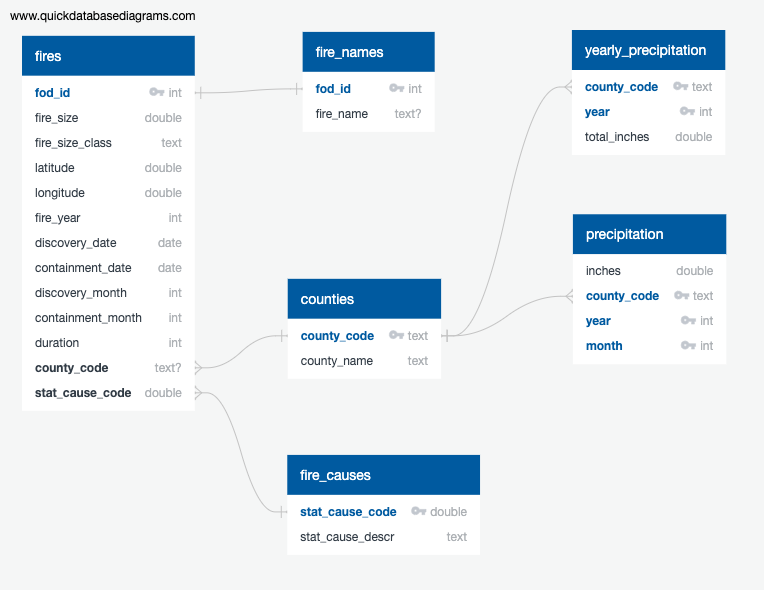 www.quickdatabasediagrams.com
fires
fod_id int
fire_size double
fire_size_class text
latitude double
longitude double
fire_year int
discovery_date date
containment_date date
discovery_month int
containment_month int
duration int
county_code text?
stat_cause_code double
fire_names
fod_id int
fire_name text?
yearly_precipitation
county_code text
year int
total_inches double
precipitation
inches double
county_code text
year int
month int
counties
county_code text
county_name text
fire_causes
stat_cause_code double
stat_cause_descr text